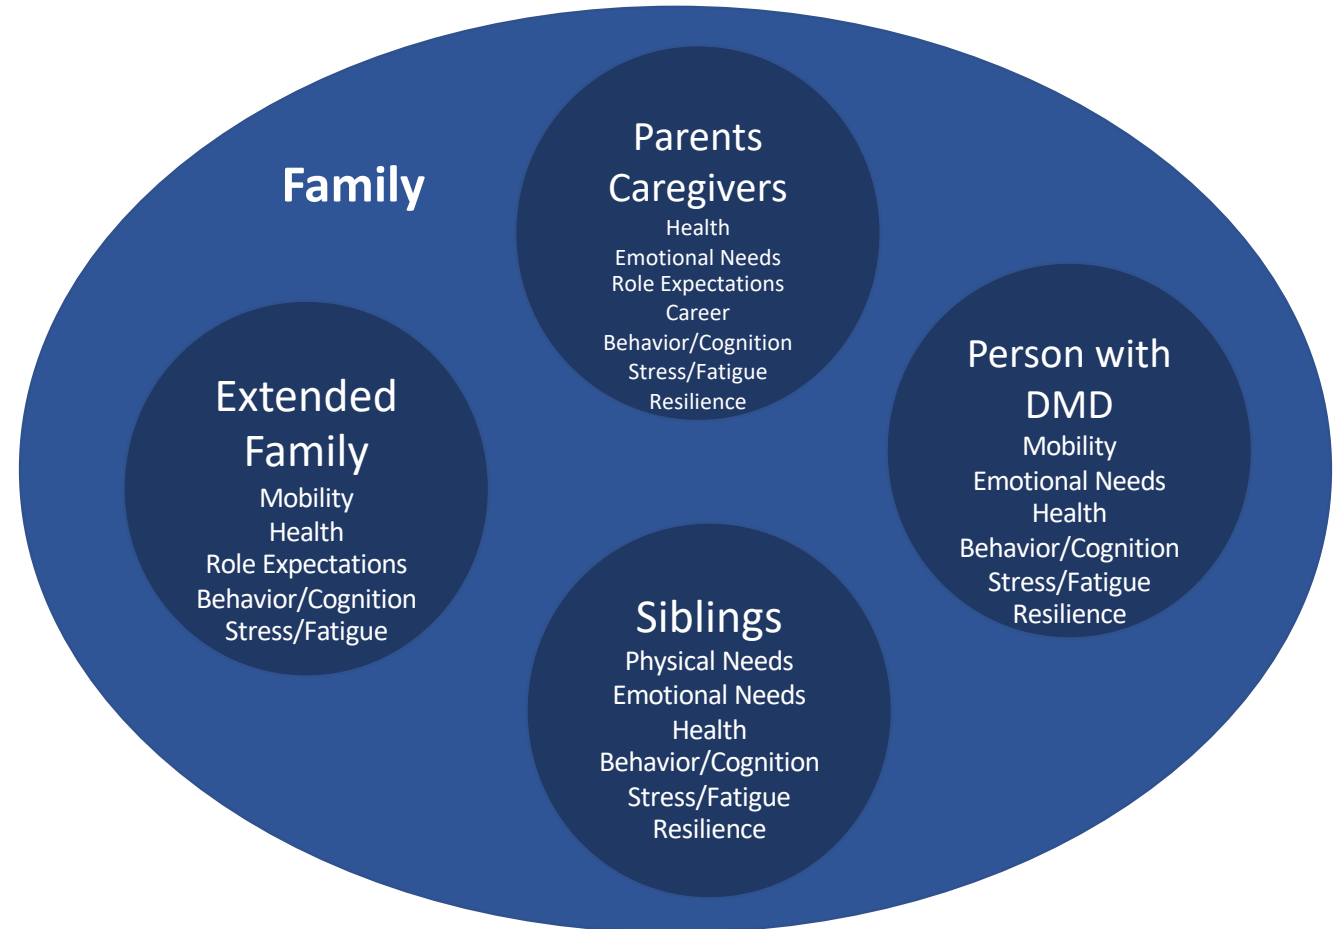 Family
Parents
Caregivers
Health
Emotional Needs
Role Expectations
Career
Behavior/Cognition
Stress/Fatigue
Resilience
Extended
Family
Mobility
Health
Role Expectations
Behavior/Cognition
Stress/Fatigue
Person with
DMD
Mobility
Emotional Needs
Health
Behavior/Cognition
Stress/Fatigue
Resilience
Siblings
Physical Needs
Emotional Needs
Health
Behavior/Cognition
Stress/Fatigue
Resilience